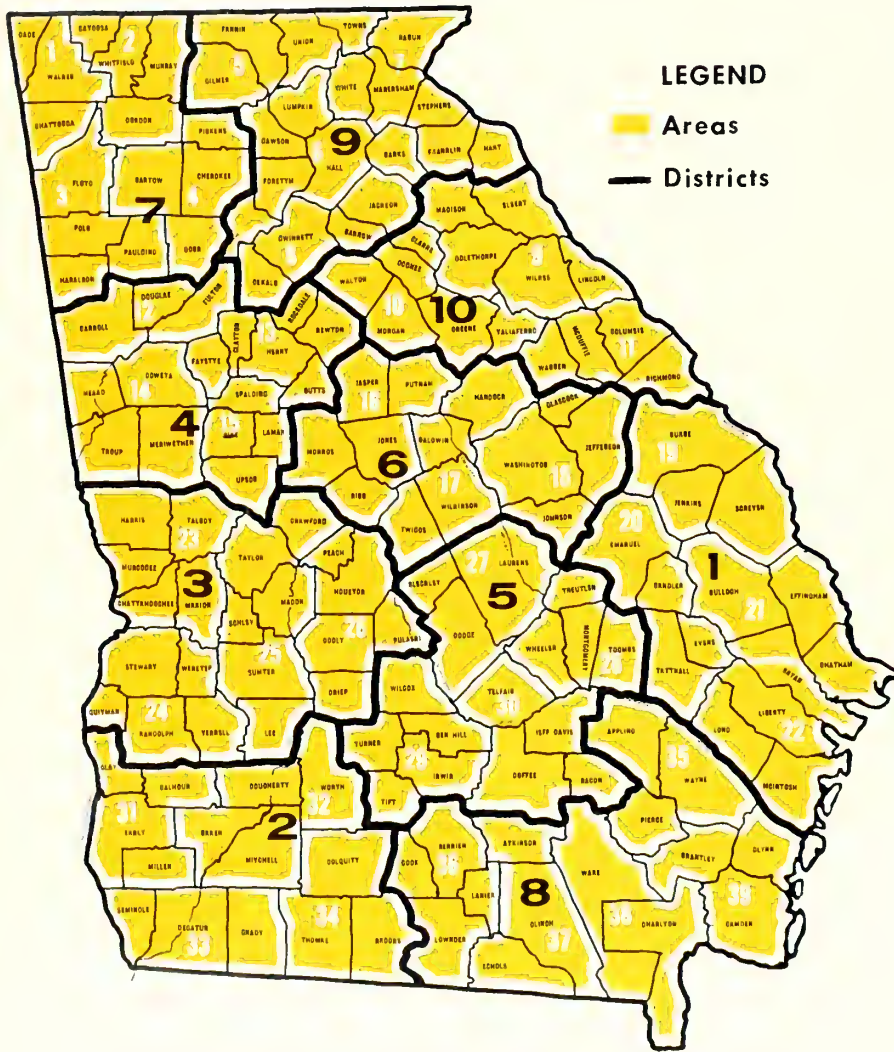 LEGEND
Areas
Districts
DADE
CATOOSA
1
2
WALKER
WHITFIELD
MURRAY
FANNIN
UNION
TOWNS
RABUN
GILMER
WHITE
HABERSHAM
STEPHENS
LUMPKIN
CHATTOOGA
GORDON
PICKENS
DAWSON
9
HALL
BANKS
FRANKLIN
HART
FLOYD
3
BARTOW
CHEROKEE
4
FORSYTH
7
JACKSON
MADISON
ELBERT
POLK
PAULDING
COBB
GWINNETT
BARROW
CLARKE
OCONEE
OGLETHORPE
WILKES
LINCOLN
HARALSON
DEKALB
WALTON
DOUGLAS
12
FULTON
ROCKDALE
10
MORGAN
10
GREENE
TALIAFERRO
MCDUFFIE
COLUMBIA
11
CARROLL
CLAYTON
13
HENRY
NEWTON
WARREN
RICHMOND
FAYETTE
HEARD
COWETA
14
SPALDING
BUTTS
JASPER
16
PUTNAM
HANCOCK
GLASCOCK
4
15
PIKE
LAMAR
TROUP
MERIWETHER
UPSON
MONROE
JONES
6
BALDWIN
WASHINGTON
18
JEFFERSON
BURKE
19
BIBB
17
WILKINSON
JENKINS
SCREVEN
HARRIS
TALBOT
23
CRAWFORD
TWIGGS
JOHNSON
20
EMANUEL
TAYLOR
PEACH
MUSCOGEE
27
LAURENS
1
CHATTAHOOCHEE
3
MARION
MACON
HOUSTON
BLECKLEY
5
TREUTLEN
CANDLER
BULLOCH
21
EFFINGHAM
SCHLEY
DOOLY
26
PULASKI
DODGE
WHEELER
MONTGOMERY
TOOMBS
28
EVANS
CHATHAM
STEWART
WEBSTER
25
SUMTER
TATTNALL
BRYAN
QUITMAN
24
RANDOLPH
TERRELL
LEE
CRISP
WILCOX
TELFAIR
30
LIBERTY
22
LONG
TURNER
BEN HILL
JEFF DAVIS
APPLING
35
WAYNE
MCINTOSH
CLAY
CALHOUN
DOUGHERTY
WORTH
32
29
IRWIN
COFFEE
BACON
TIFT
31
EARLY
BAKER
2
MITCHELL
PIERCE
MILLER
COLQUITT
COOK
BERRIEN
ATKINSON
WARE
BRANTLEY
GLYNN
SEMINOLE
DECATUR
33
GRADY
34
THOMAS
BROOKS
LANIER
8
CLINCH
37
CHARLTON
CAMDEN
LOWNDES
ECHOLS